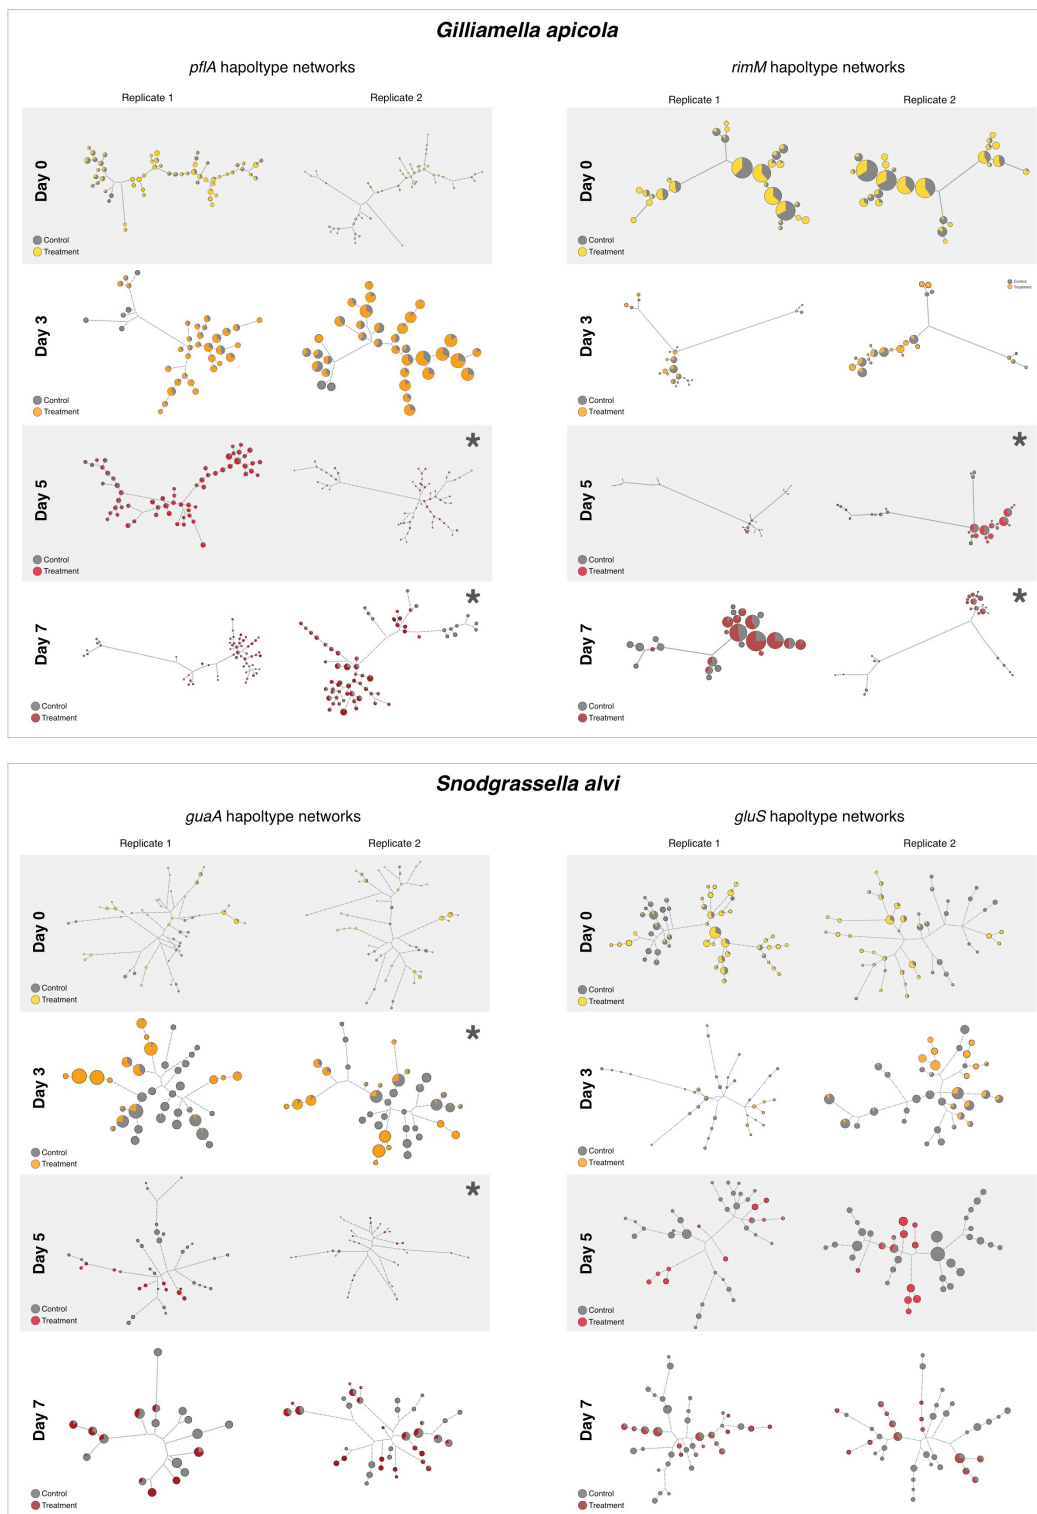 Gilliamella apicola
pflA hapoltype networks
rimM hapoltype networks
Replicate 1
Replicate 2
Replicate 1
Replicate 2
Day 0
Control
Treatment
Control
Treatment
Day 0
Day 3
Control
Treatment
Control
Treatment
Control
Treatment
Day 3
Day 5
*
Control
Treatment
*
Control
Treatment
Day 5
Day 7
*
Control
Treatment
*
Control
Treatment
Day 7
Snodgrassella alvi
guaA hapoltype networks
gluS hapoltype networks
Replicate 1
Replicate 2
Replicate 1
Replicate 2
Day 0
Control
Treatment
Control
Treatment
Day 0
Day 3
*
Control
Treatment
Control
Treatment
Day 3
Day 5
*
Control
Treatment
Control
Treatment
Day 5
Day 7
Control
Treatment
Control
Treatment
Day 7